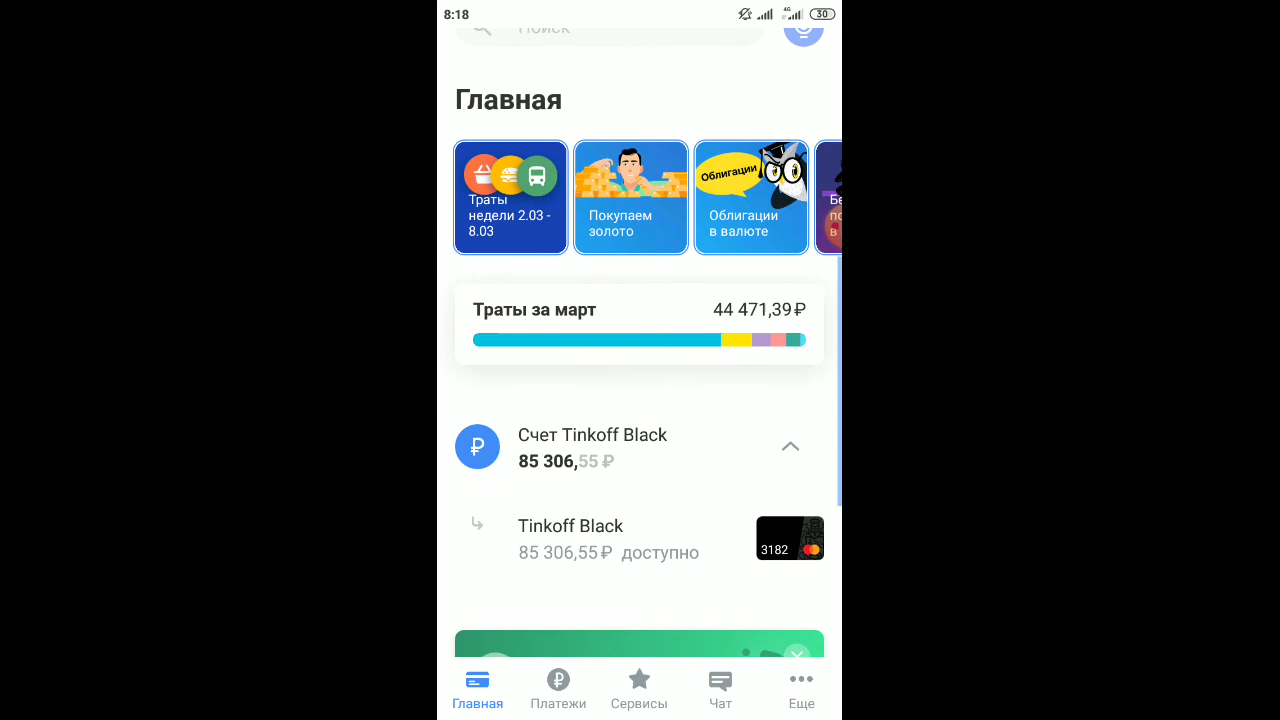 8:18
4G
30
Поиск
Главная
Траты
недели 2.03 -
8.03
Покупаем
золото
Облигации
Облигации
в валюте
Траты за март
44 471,39 ₽
Счет Tinkoff Black
85 306,55 ₽
Tinkoff Black
85 306,55 ₽ доступно
3182
Главная
Платежи
Сервисы
Чат
Еще